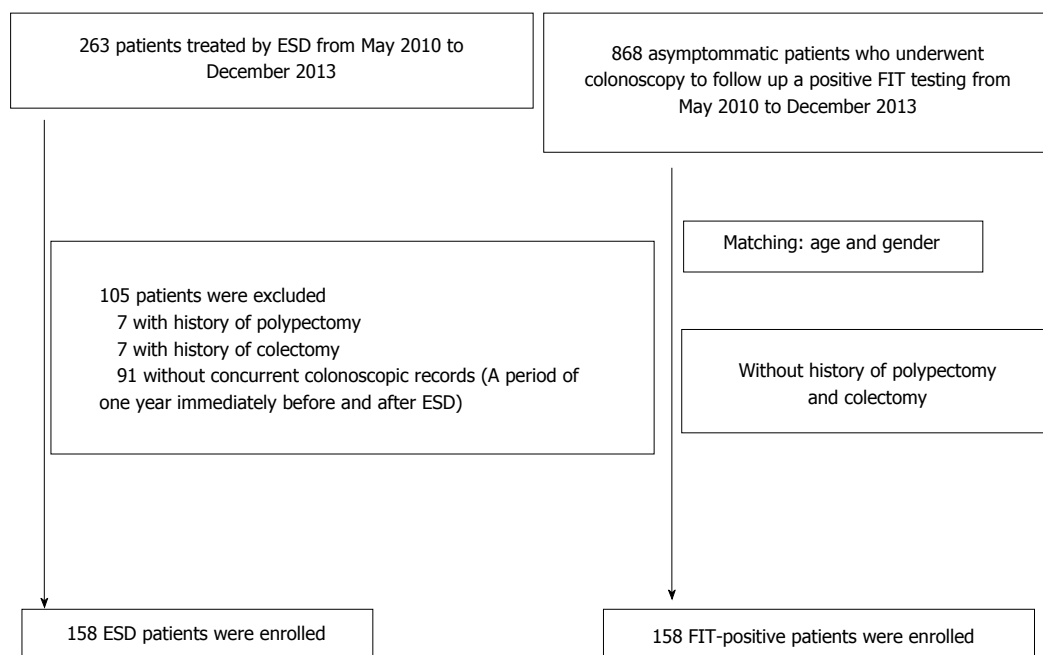 263 patients treated by ESD from May 2010 to
December 2013
868 asymptommatic patients who underwent
colonoscopy to follow up a positive FIT testing from
May 2010 to December 2013
Matching: age and gender
105 patients were excluded
7 with history of polypectomy
7 with history of colectomy
91 without concurrent colonoscopic records (A period of
one year immediately before and after ESD)
Without history of polypectomy
and colectomy
158 ESD patients were enrolled
158 FIT-positive patients were enrolled